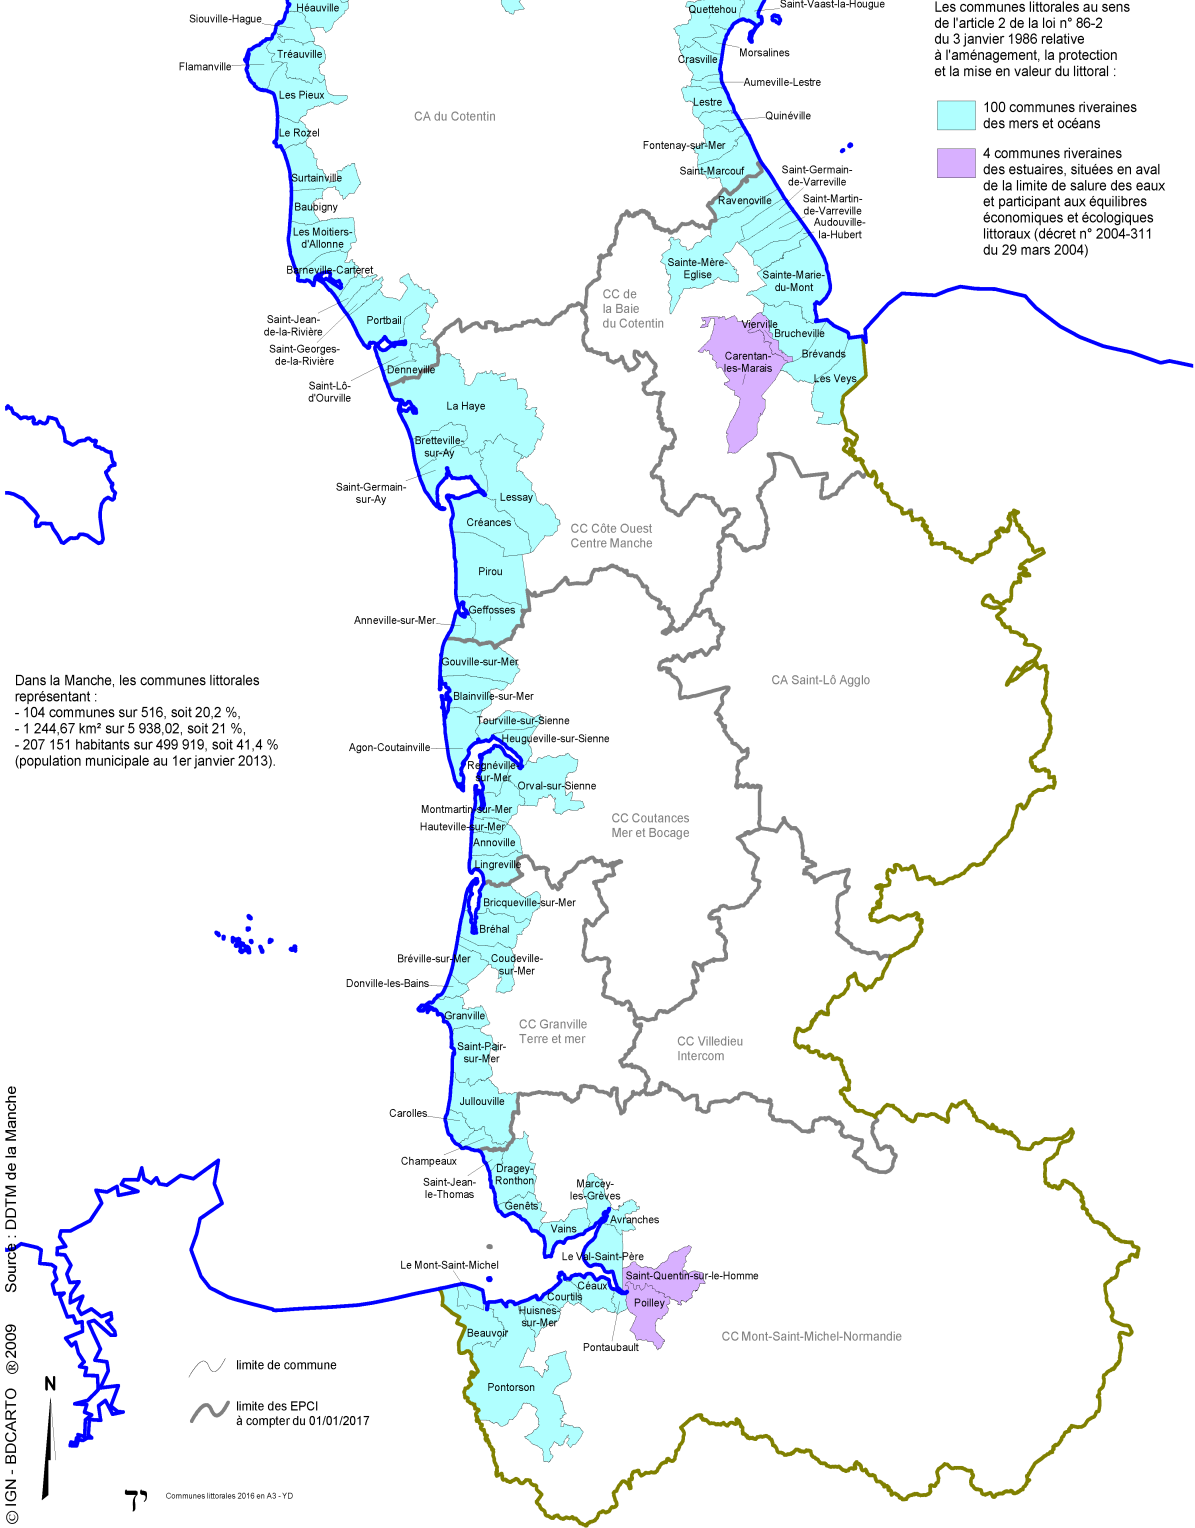 Héauville
Siouville-Hague
Tréauville
Flamanville
Les Pieux
Le Rozel
Surtainville
Baubigny
Les Moitiers-
d'Allonne
Barneville-Carteret
Saint-Jean-
de-la-Rivière
Saint-Georges-
de-la-Rivière
Portbail
Saint-Lô-
d'Ourville
Denneville
CA du Cotentin
Quettehou
Saint-Vaast-la-Hougue
Morsalines
Crasville
Aumeville-Lestre
Lestre
Quinéville
Fontenay-sur-Mer
Saint-Marcouf
Saint-Germain-
de-Varreville
Ravenoville
Saint-Martin-
de-Varreville
Audouville-
la-Hubert
Sainte-Mère-
Eglise
Sainte-Marie-
du-Mont
CC de
la Baie
du Cotentin
Vierville
Brucheville
Carentan-
les-Marais
Brévands
Les Veys
Les communes littorales au sens
de l'article 2 de la loi n° 86-2
du 3 janvier 1986 relative
à l'aménagement, la protection
et la mise en valeur du littoral :
100 communes riveraines
des mers et océans
4 communes riveraines
des estuaires, situées en aval
de la limite de salure des eaux
et participant aux équilibres
économiques et écologiques
littoraux (décret n° 2004-311
du 29 mars 2004)
La Haye
Bretteville-
sur-Ay
Saint-Germain-
sur-Ay
Lessay
Créances
CC Côte Ouest
Centre Manche
Pirou
Geffosses
Anneville-sur-Mer
Gouville-sur-Mer
Blainville-sur-Mer
Tourville-sur-Sienne
Heugueville-sur-Sienne
Agon-Coutainville
Regnéville-
sur-Mer
Orval-sur-Sienne
Montmartin-sur-Mer
Hauteville-sur-Mer
Annoville
Lingreville
CC Coutances
Mer et Bocage
CA Saint-Lô Agglo
Dans la Manche, les communes littorales
représentant :
- 104 communes sur 516, soit 20,2 %,
- 1 244,67 km² sur 5 938,02, soit 21 %,
- 207 151 habitants sur 499 919, soit 41,4 %
(population municipale au 1er janvier 2013).
Bricqueville-sur-Mer
Bréhal
Bréville-sur-Mer
Coudeville-
sur-Mer
Donville-les-Bains
Granville
CC Granville
Terre et mer
CC Villedieu
Intercom
Saint-Pair-
sur-Mer
Jullouville
Carolles
Champeaux
Saint-Jean-
le-Thomas
Dragey-
Ronthon
Genêts
Marcey-
les-Grèves
Avranches
Vains
Le Val-Saint-Père
Le Mont-Saint-Michel
Saint-Quentin-sur-le-Homme
Céaux
Courtils
Poilley
Huisnes-
sur-Mer
Beauvoir
Pontaubault
CC Mont-Saint-Michel-Normandie
Pontorson
limite de commune
limite des EPCI
à compter du 01/01/2017
N
Communes littorales 2016 en A3 - YD
© IGN - BDCARTO ® 2009 Source : DDTM de la Manche